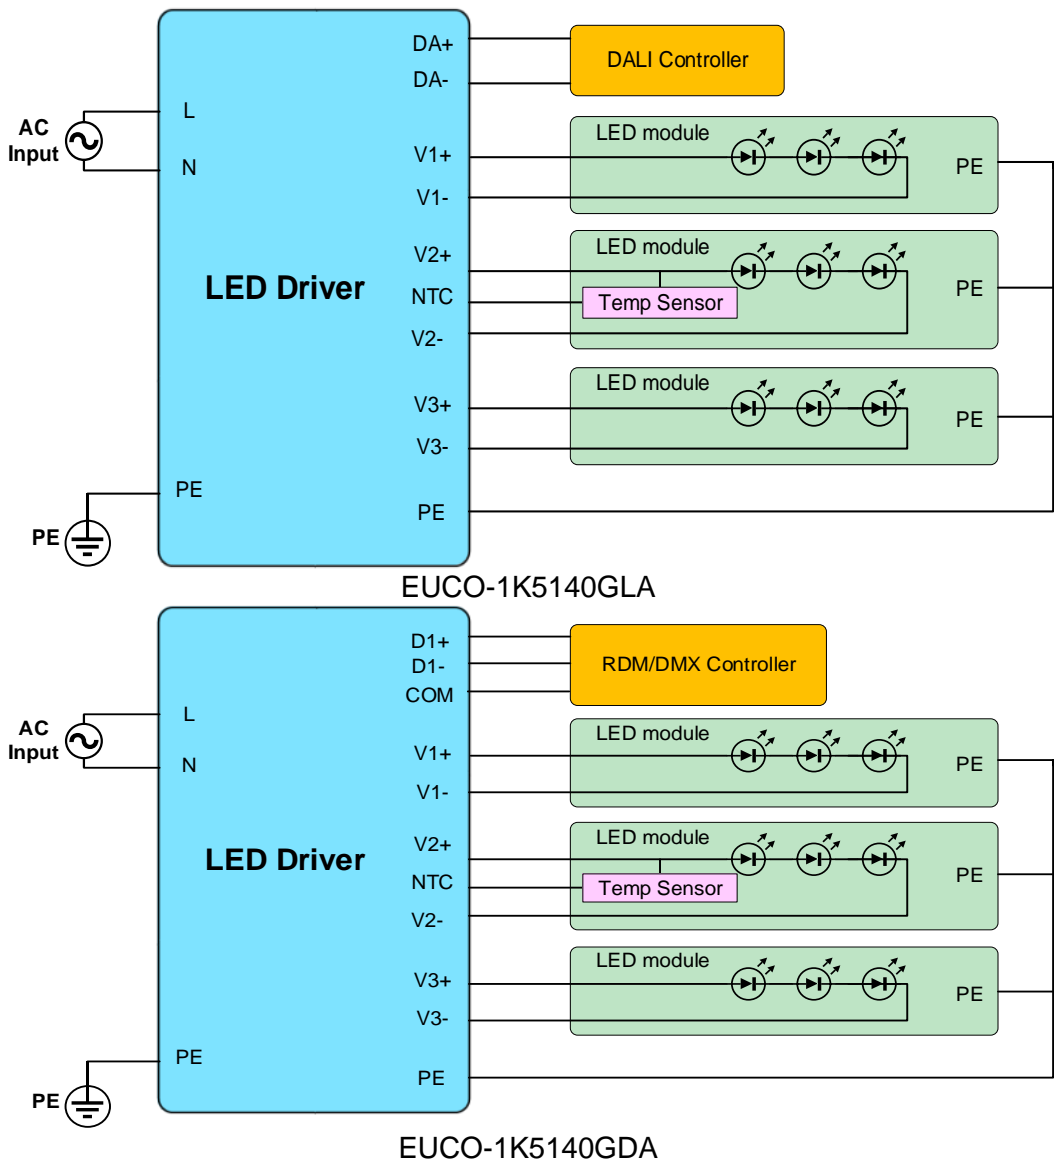 DA+
DALI Controller
DA-
L
AC
Input
N
LED module
V1+
PE
V1-
LED module
V2+
LED Driver
NTC
Temp Sensor
PE
V2-
LED module
V3+
PE
V3-
PE
PE
PE
EUCO-1K5140GLA
D1+
D1-
RDM/DMX Controller
COM
L
AC
Input
N
LED module
V1+
PE
V1-
LED module
V2+
LED Driver
NTC
Temp Sensor
PE
V2-
LED module
V3+
PE
V3-
PE
PE
PE
EUCO-1K5140GDA